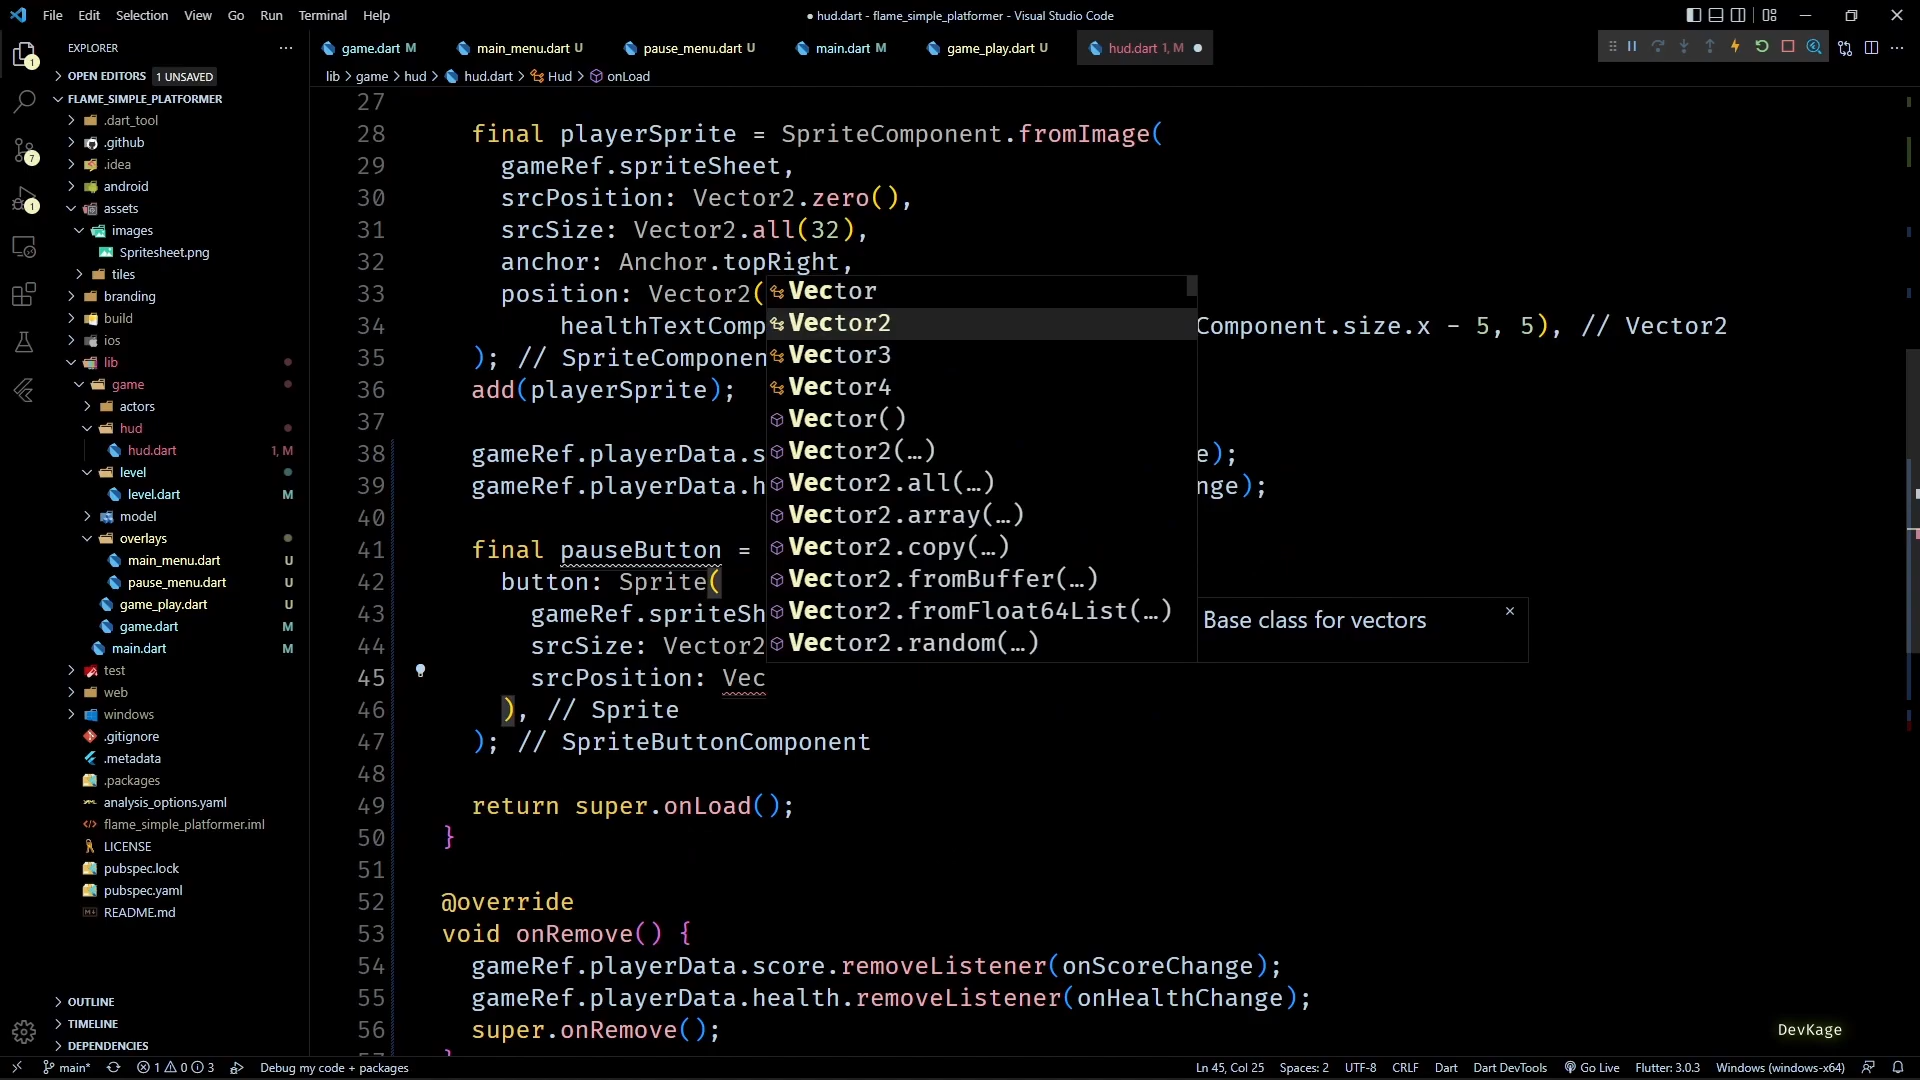 File Edit Selection View Go Run Terminal Help
● hud.dart - flame_simple_platformer - Visual Studio Code
EXPLORER
game.dart M
main_menu.dart U
pause_menu.dart U
main.dart M
game_play.dart U
hud.dart 1, M
OPEN EDITORS 1 UNSAVED
lib > game > hud > hud.dart > Hud > onLoad
FLAME_SIMPLE_PLATFORMER
.dart_tool
.github
.idea
android
assets
images
Spritesheet.png
tiles
branding
build
ios
lib
game
actors
hud
hud.dart 1, M
level
level.dart M
model
overlays
main_menu.dart U
pause_menu.dart U
game_play.dart U
game.dart M
main.dart M
test
web
windows
.gitignore
.metadata
.packages
analysis_options.yaml
flame_simple_platformer.iml
LICENSE
pubspec.lock
pubspec.yaml
README.md
OUTLINE
TIMELINE
DEPENDENCIES
1
7
1
27
28 final playerSprite = SpriteComponent.fromImage(
29 gameRef.spriteSheet,
30 srcPosition: Vector2.zero(),
31 srcSize: Vector2.all(32),
32 anchor: Anchor.topRight,
33 position: Vector2(
34 healthTextComp Component.size.x - 5, 5), // Vector2
35 ); // SpriteComponen
36 add(playerSprite);
37
38 gameRef.playerData.s e);
39 gameRef.playerData.h nge);
40
41 final pauseButton =
42 button: Sprite(
43 gameRef.spriteSh
44 srcSize: Vector2
45 srcPosition: Vec
46 ), // Sprite
47 ); // SpriteButtonComponent
48
49 return super.onLoad();
50 }
51
52 @override
53 void onRemove() {
54 gameRef.playerData.score.removeListener(onScoreChange);
55 gameRef.playerData.health.removeListener(onHealthChange);
56 super.onRemove();
Vector
Vector2
Vector3
Vector4
Vector()
Vector2(…)
Vector2.all(…)
Vector2.array(…)
Vector2.copy(…)
Vector2.fromBuffer(…)
Vector2.fromFloat64List(…)
Vector2.random(…)
Base class for vectors
DevKage
main* 1 0 3 Debug my code + packages
Ln 45, Col 25 Spaces: 2 UTF-8 CRLF Dart Dart DevTools Go Live Flutter: 3.0.3 Windows (windows-x64)